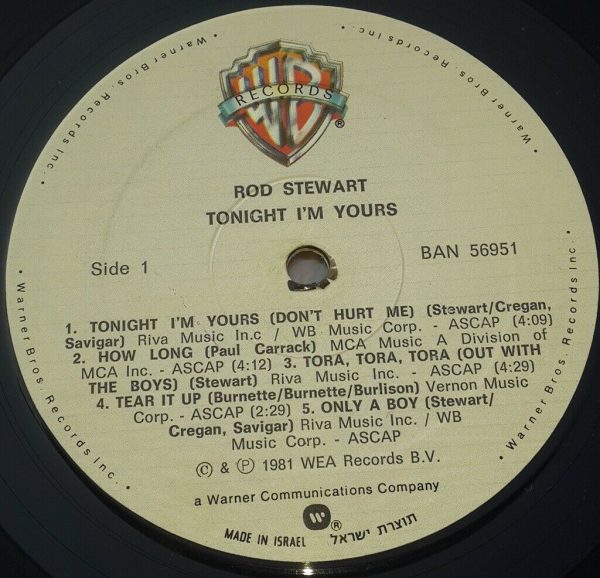 • Warner Bros. Records Inc. • Warner Bros. Records Inc. •
• Warner Bros. Records Inc. •
• Warner Bros. Records Inc. •
WB
RECORDS
®
ROD STEWART
TONIGHT I'M YOURS
Side 1
BAN 56951
1. TONIGHT I'M YOURS (DON'T HURT ME) (Stewart/Cregan,
Savigar) Riva Music In.c / WB Music Corp. - ASCAP (4:09)
2. HOW LONG (Paul Carrack) MCA Music A Division of
MCA Inc. - ASCAP (4:12) 3. TORA, TORA, TORA (OUT WITH
THE BOYS) (Stewart) Riva Music Inc. - ASCAP (4:29)
4. TEAR IT UP (Burnette/Burnette/Burlison) Vernon Music
Corp. - ASCAP (2:29) 5. ONLY A BOY (Stewart/
Cregan, Savigar) Riva Music Inc. / WB
Music Corp. - ASCAP
© & ℗ 1981 WEA Records B.V.
a Warner Communications Company
®
MADE IN ISRAEL תוצרת ישראל